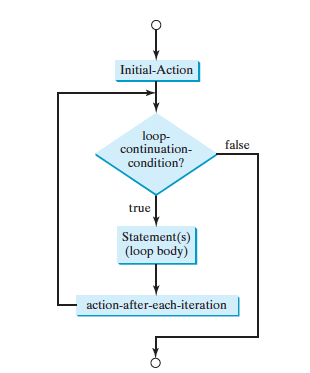 Initial-Action
loop-
continuation-
condition?
false
true
Statement(s)
(loop body)
action-after-each-iteration